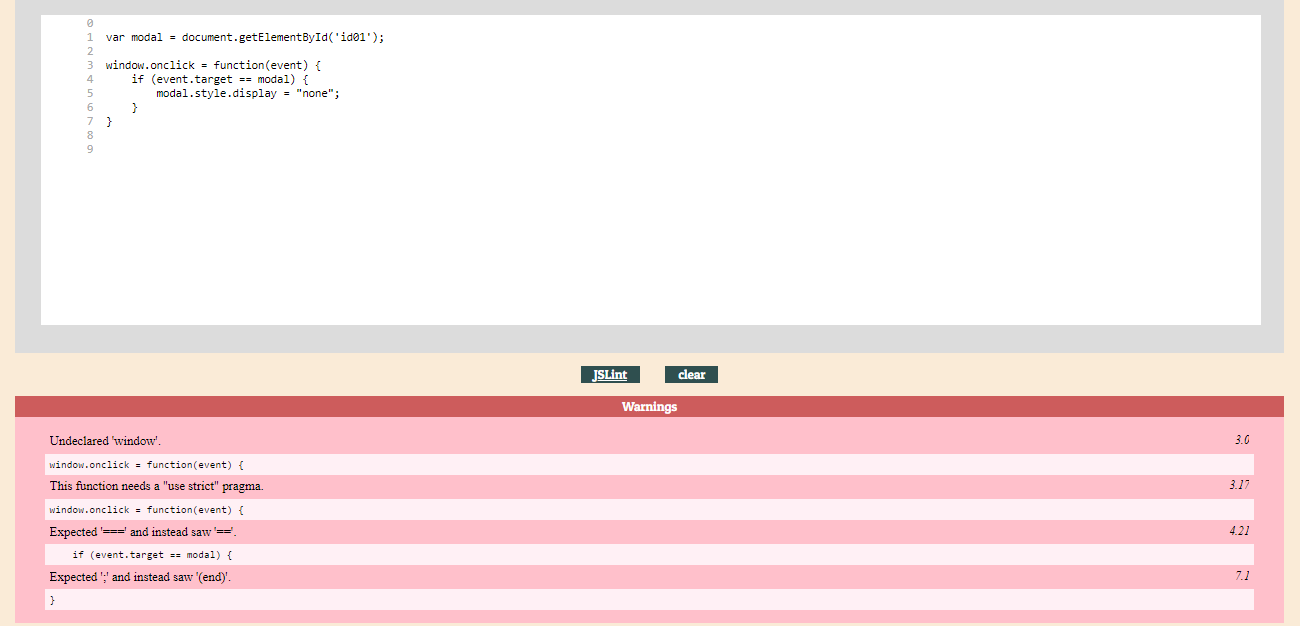 0
1 var modal = document.getElementById('id01');
2
3 window.onclick = function(event) {
4     if (event.target == modal) {
5         modal.style.display = "none";
6     }
7 }
8
9
JSLint clear
Warnings
Undeclared 'window'. 3.0
window.onclick = function(event) {
This function needs a "use strict" pragma. 3.17
window.onclick = function(event) {
Expected '===' and instead saw '=='. 4.21
    if (event.target == modal) {
Expected ';' and instead saw '(end)'. 7.1
}